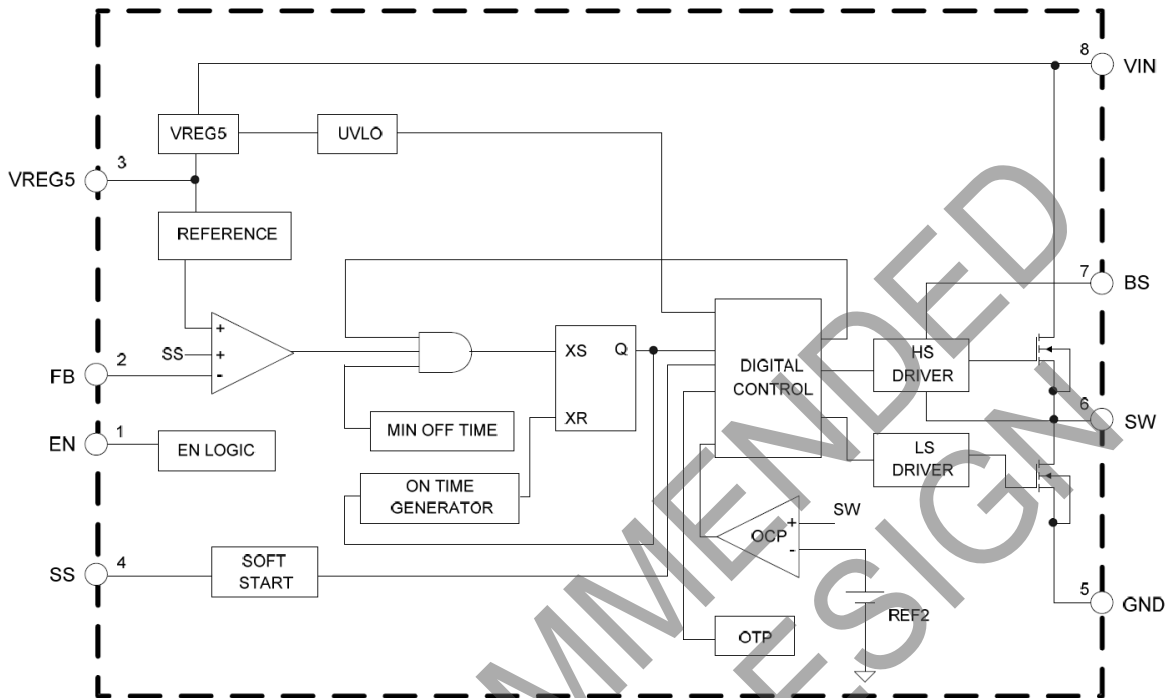 8
VIN
VREG5
UVLO
3
VREG5
REFERENCE
7
BS
+
SS
+
-
XS
Q
XR
DIGITAL
CONTROL
HS
DRIVER
2
FB
MIN OFF TIME
6
SW
1
EN
EN LOGIC
LS
DRIVER
ON TIME
GENERATOR
+
SW
OCP
-
4
SS
SOFT
START
5
GND
REF2
OTP
MMENDED
ESIGN